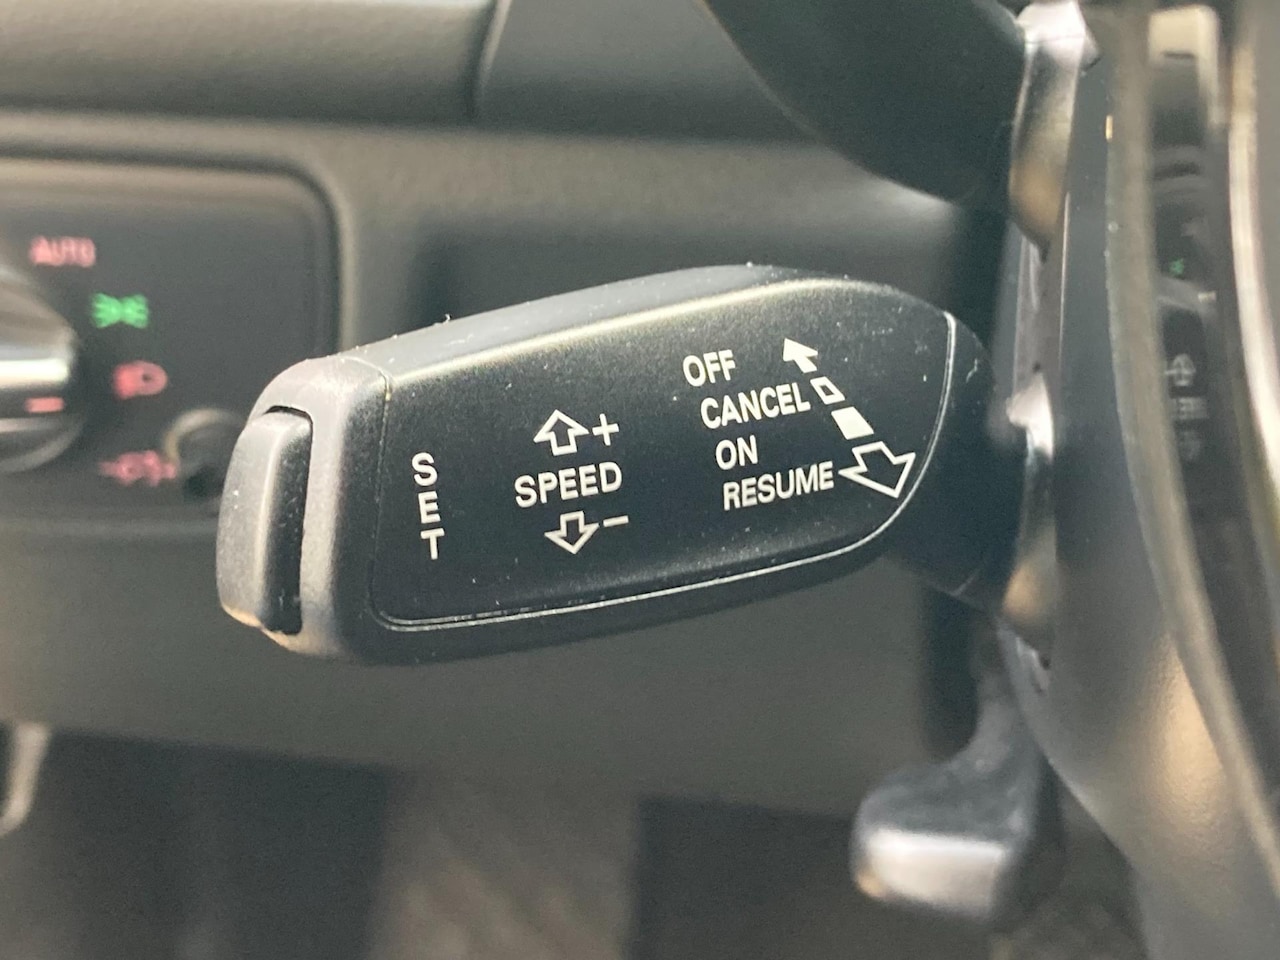 AUTO
OFF
CANCEL
ON
RESUME
+
SPEED
−
SET